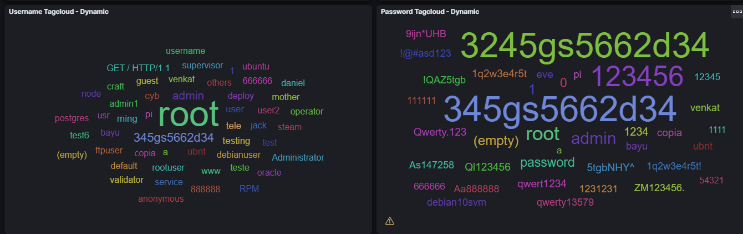 Username Tagcloud - Dynamic
username
GET / HTTP/1.1 supervisor 1 ubuntu
guest venkat others 666666 daniel
node craft cyb admin deploy mother
admin1 user user2 operator
postgres usr ming pi root tele jack steam
test6 bayu 345gs5662d34 testing test
(empty) ftpuser copia a ubnt debianuser Administrator
default rootuser www teste oracle
validator service 888888 RPM
anonymous
Password Tagcloud - Dynamic
9ijn*UHB 3245gs5662d34
!@#asd123
!QAZ5tgb 1q2w3e4r5t eve pi 123456 12345
1 0
111111 345gs5662d34 venkat
Qwerty.123 (empty) root admin 1234 copia 1111
a bayu ubnt
As147258 QI123456 password 5tgbNHY^ 1q2w3e4r5t!
666666 Aa888888 qwert1234 1231231 ZM123456. 54321
debian10svm qwerty13579